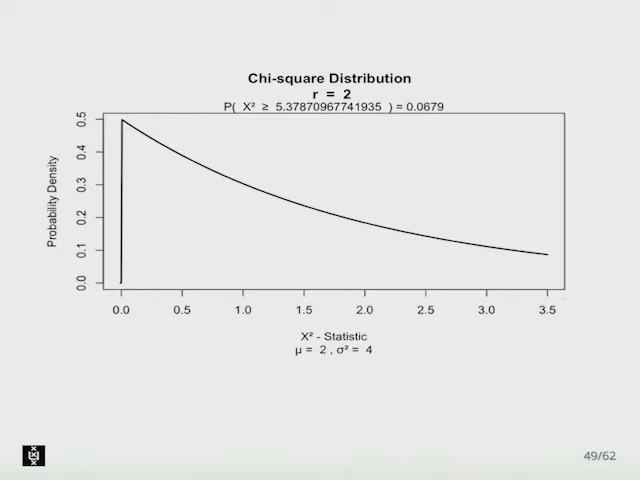 Chi-square Distribution
r = 2
P( X² ≥ 5.37870967741935 ) = 0.0679
Probability Density
0.5
0.4
0.3
0.2
0.1
0.0
0.0 0.5 1.0 1.5 2.0 2.5 3.0 3.5
X² - Statistic
μ = 2 , σ² = 4
49/62